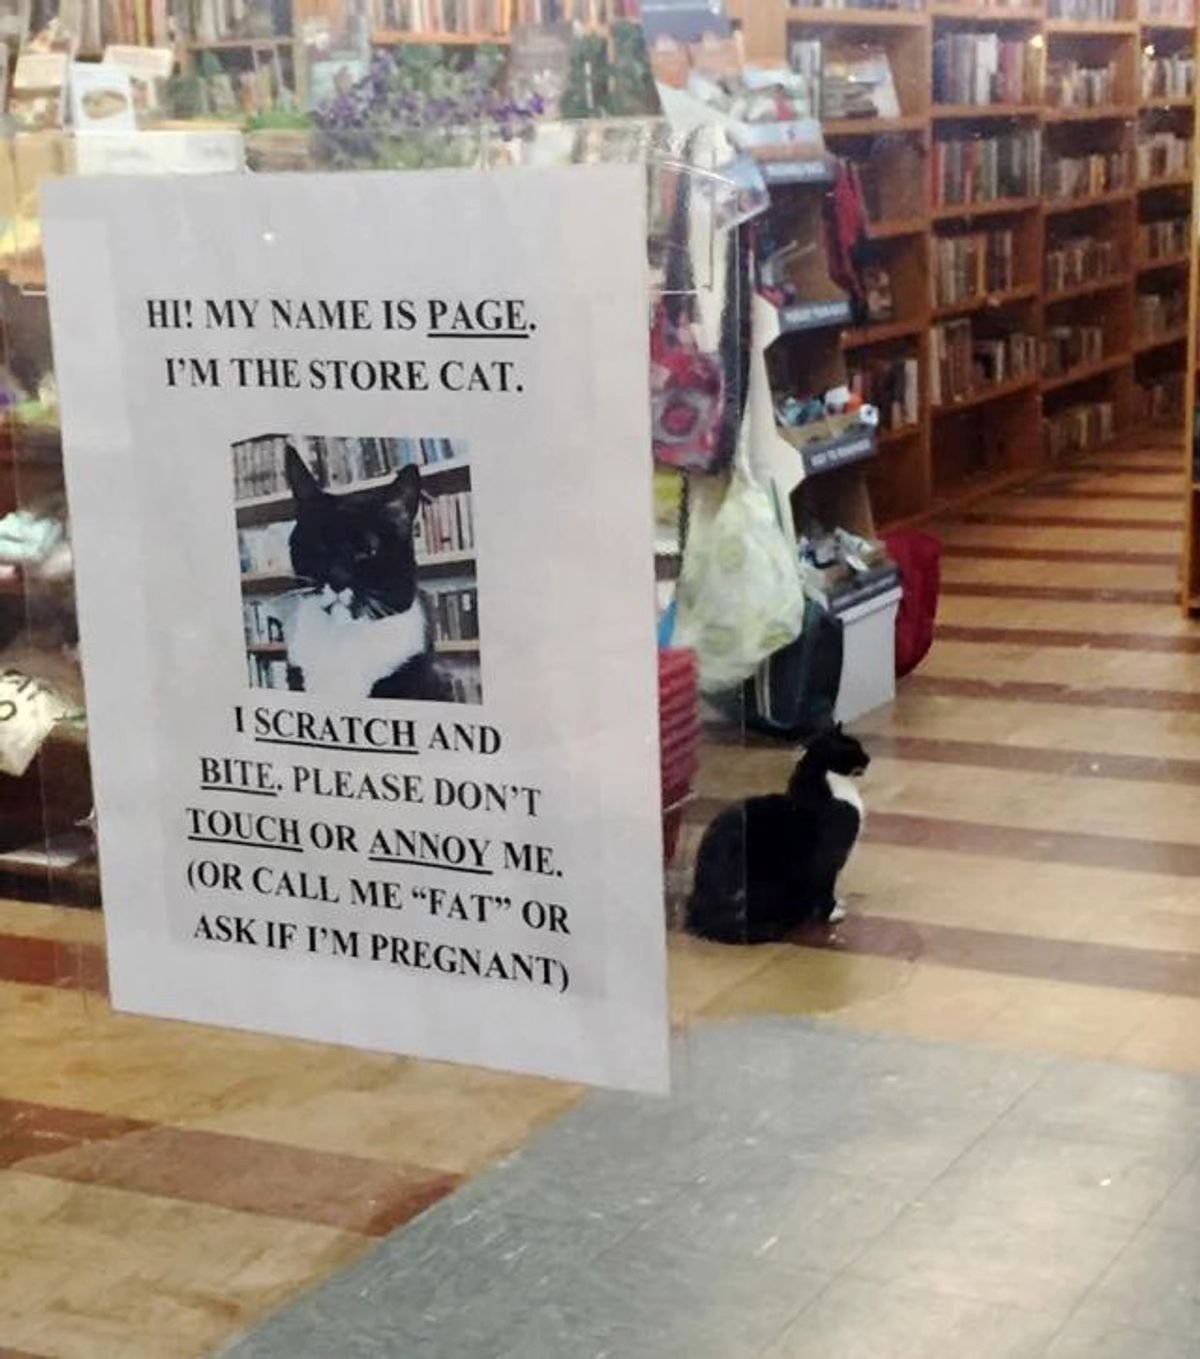 HI! MY NAME IS PAGE.
I'M THE STORE CAT.
I SCRATCH AND
BITE. PLEASE DON'T
TOUCH OR ANNOY ME.
(OR CALL ME “FAT” OR
ASK IF I'M PREGNANT)